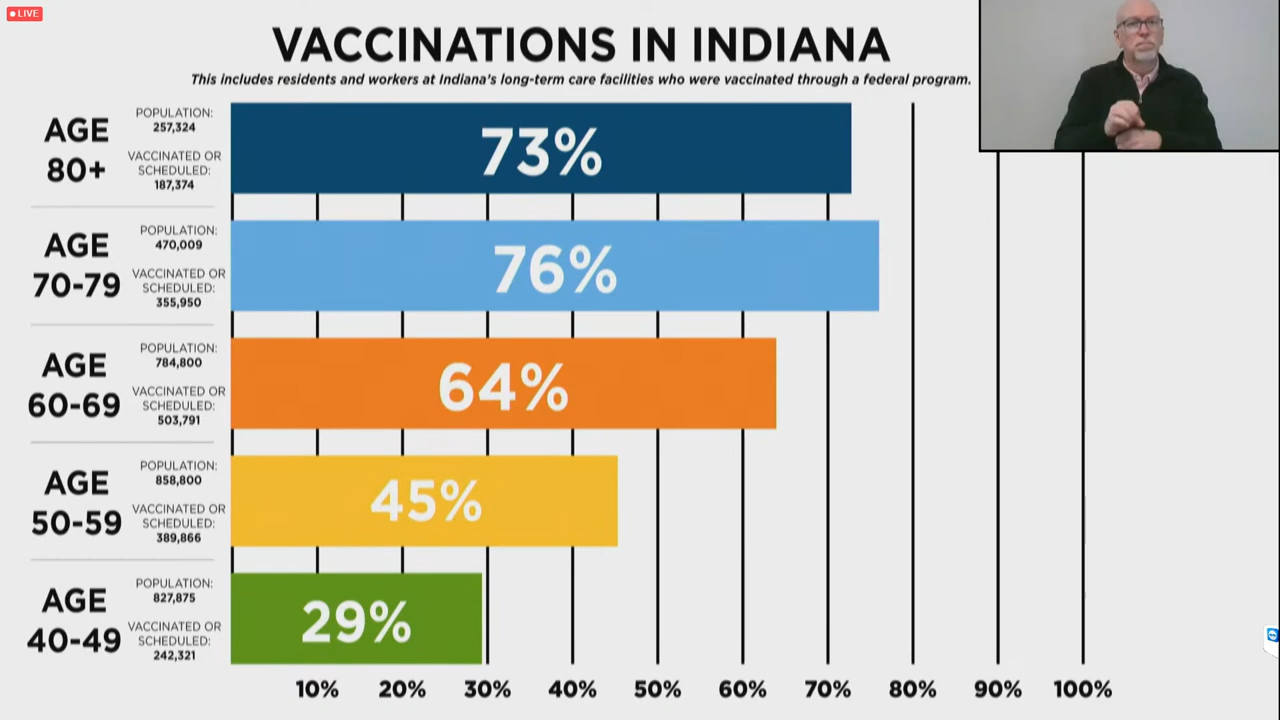 LIVE
VACCINATIONS IN INDIANA
This includes residents and workers at Indiana's long-term care facilities who were vaccinated through a federal program.
AGE
80+
POPULATION:
257,324
VACCINATED OR
SCHEDULED:
187,374
73%
AGE
70-79
POPULATION:
470,009
VACCINATED OR
SCHEDULED:
355,950
76%
AGE
60-69
POPULATION:
784,800
VACCINATED OR
SCHEDULED:
503,791
64%
AGE
50-59
POPULATION:
858,800
VACCINATED OR
SCHEDULED:
389,866
45%
AGE
40-49
POPULATION:
827,875
VACCINATED OR
SCHEDULED:
242,321
29%
10% 20% 30% 40% 50% 60% 70% 80% 90% 100%